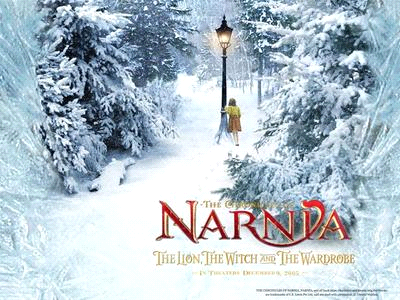 THE CHRONICLES OF
NARNIA
THE LION, THE WITCH AND THE WARDROBE
IN THEATERS DECEMBER 9, 2005